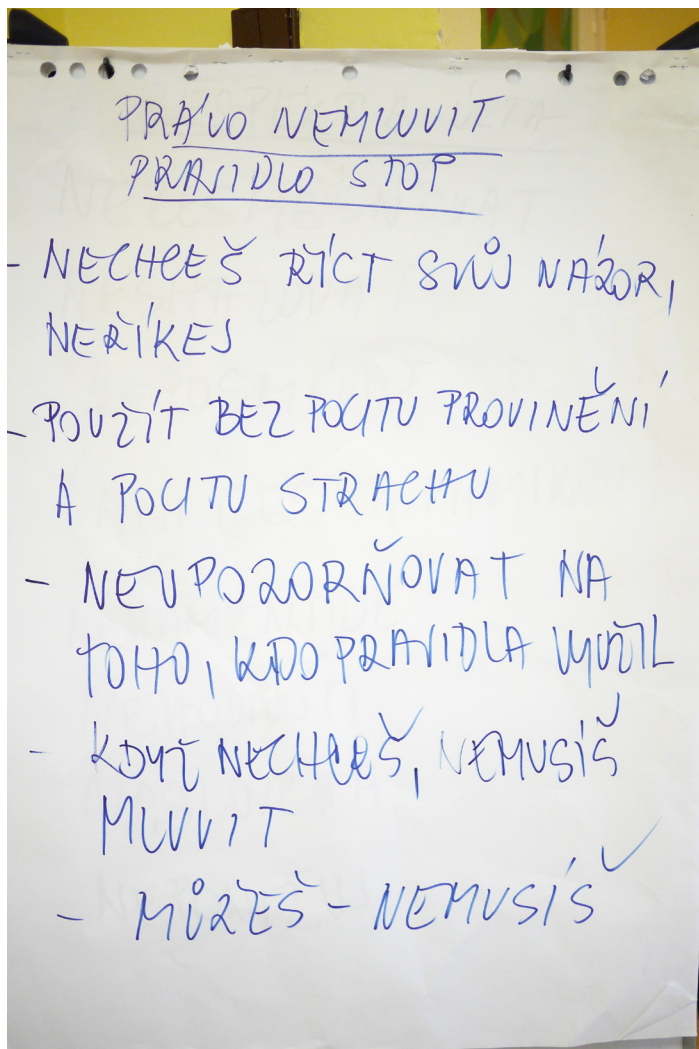 PRÁVO NEMLUVIT
PRAVIDLO STOP
- NECHCEŠ ŘÍCT SVŮJ NÁZOR,
NEŘÍKEJ
- POUŽÍT BEZ POCITU PROVINĚNÍ
A POCITU STRACHU
- NEUPOZORŇOVAT NA
TOHO, KDO PRAVIDLA VYUŽIL
- KDYŽ NECHCEŠ, NEMUSÍŠ
MLUVIT
- MŮŽEŠ - NEMUSÍŠ